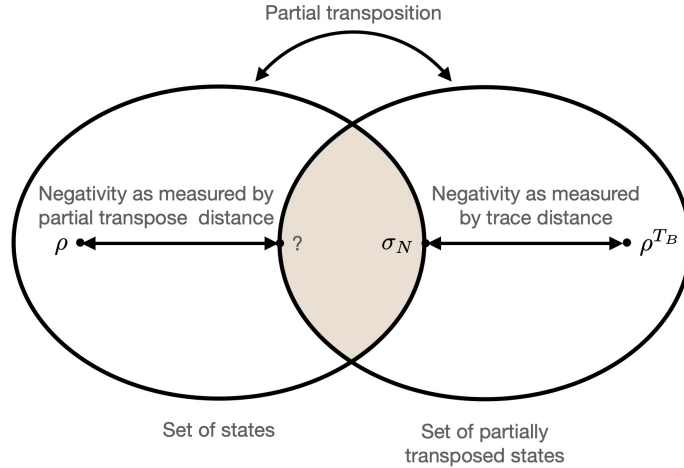 Partial transposition
Negativity as measured by
partial transpose distance
Negativity as measured
by trace distance
ρ
?
σ_N
ρ^{T_B}
Set of states
Set of partially
transposed states